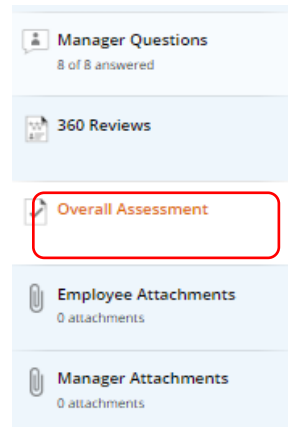 Manager Questions
8 of 8 answered
360 Reviews
Overall Assessment
Employee Attachments
0 attachments
Manager Attachments
0 attachments